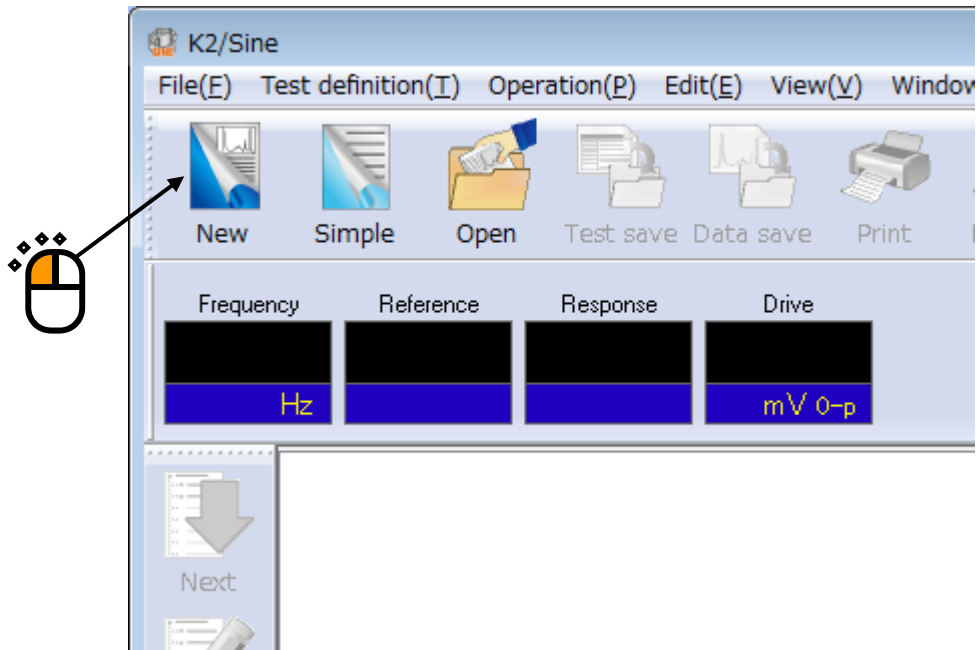 K2/Sine
File(F) Test definition(T) Operation(P) Edit(E) View(V) Window
New Simple Open Test save Data save Print
Frequency Reference Response Drive
Hz mV 0-p
Next